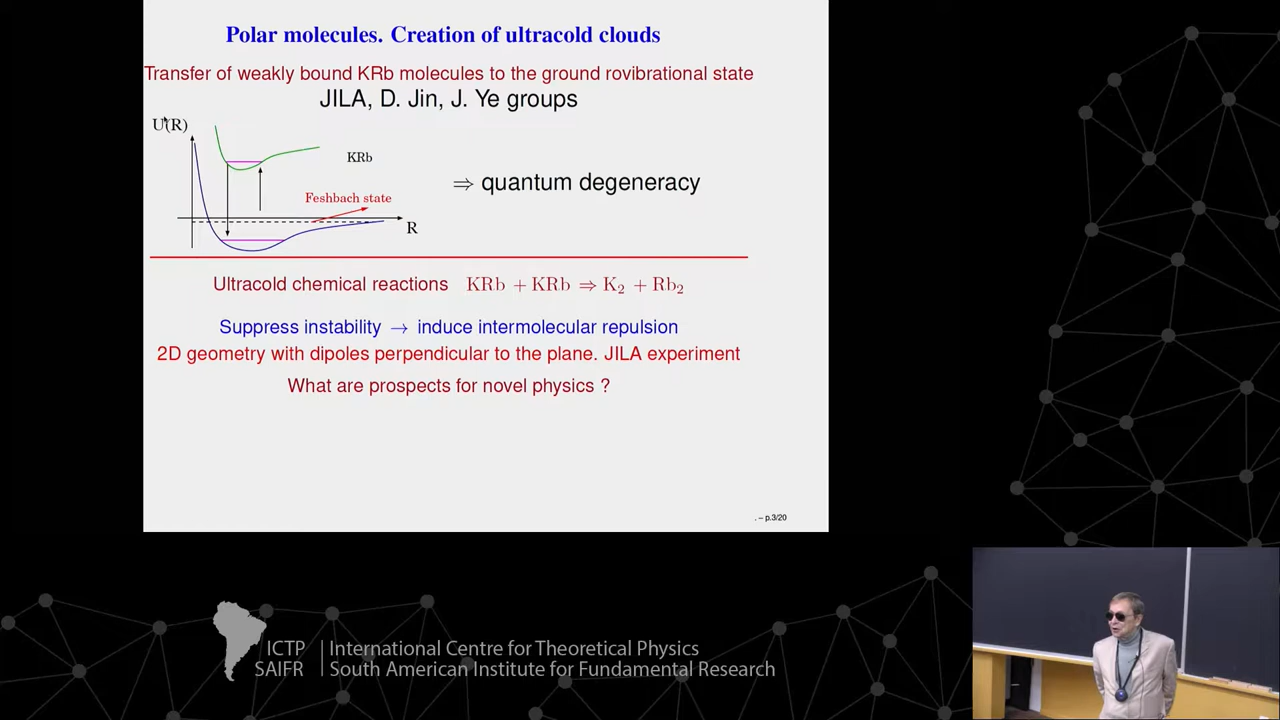 Polar molecules. Creation of ultracold clouds
Transfer of weakly bound KRb molecules to the ground rovibrational state
JILA, D. Jin, J. Ye groups
U(R)
KRb
⇒ quantum degeneracy
Feshbach state
R
Ultracold chemical reactions KRb + KRb ⇒ K₂ + Rb₂
Suppress instability → induce intermolecular repulsion
2D geometry with dipoles perpendicular to the plane. JILA experiment
What are prospects for novel physics ?
. – p.3/20
ICTP
SAIFR
International Centre for Theoretical Physics
South American Institute for Fundamental Research